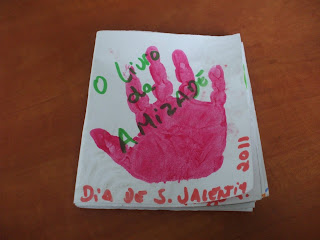 O Livro
da
AMiZADE
DiA DE S. VALENTiM 2011